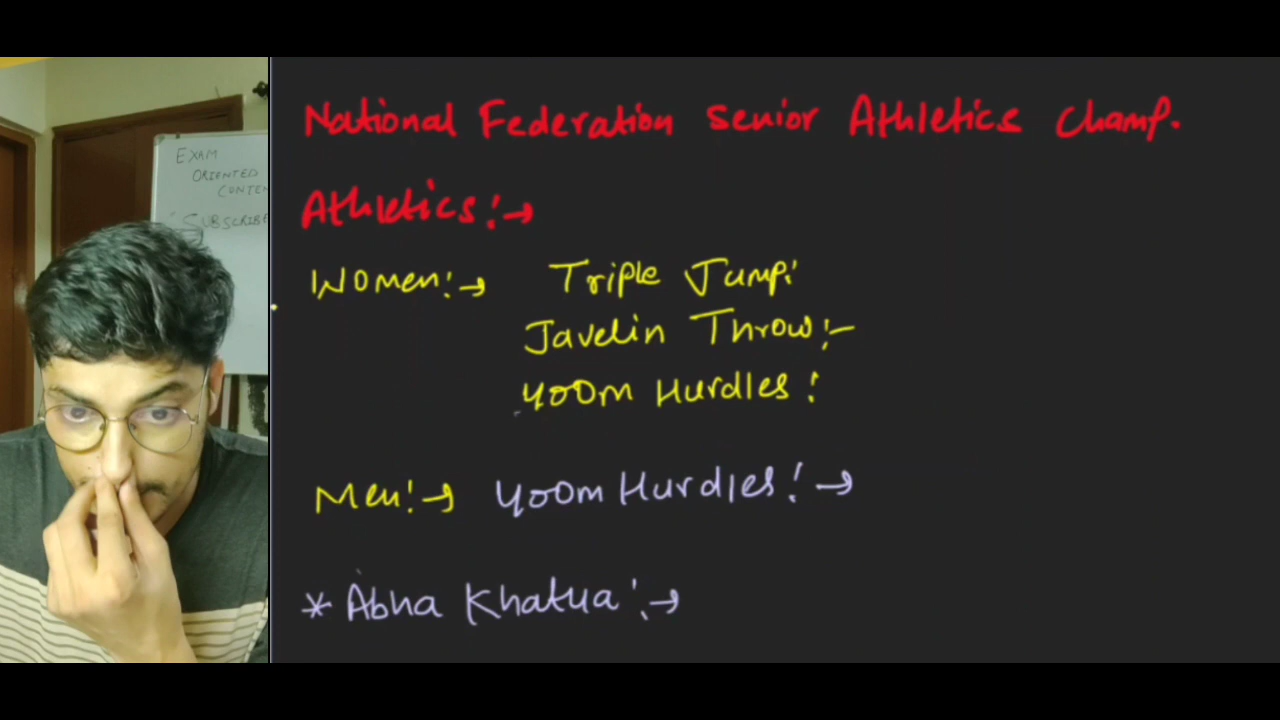 EXAM
ORIENTED
CONTEN
SUBSCRIBE
National Federation Senior Athletics Champ.
Athletics:→
Women:→ Triple Jump:
Javelin Throw:-
400m Hurdles:
Men:→ 400m Hurdles:→
* Abha Khatua:→